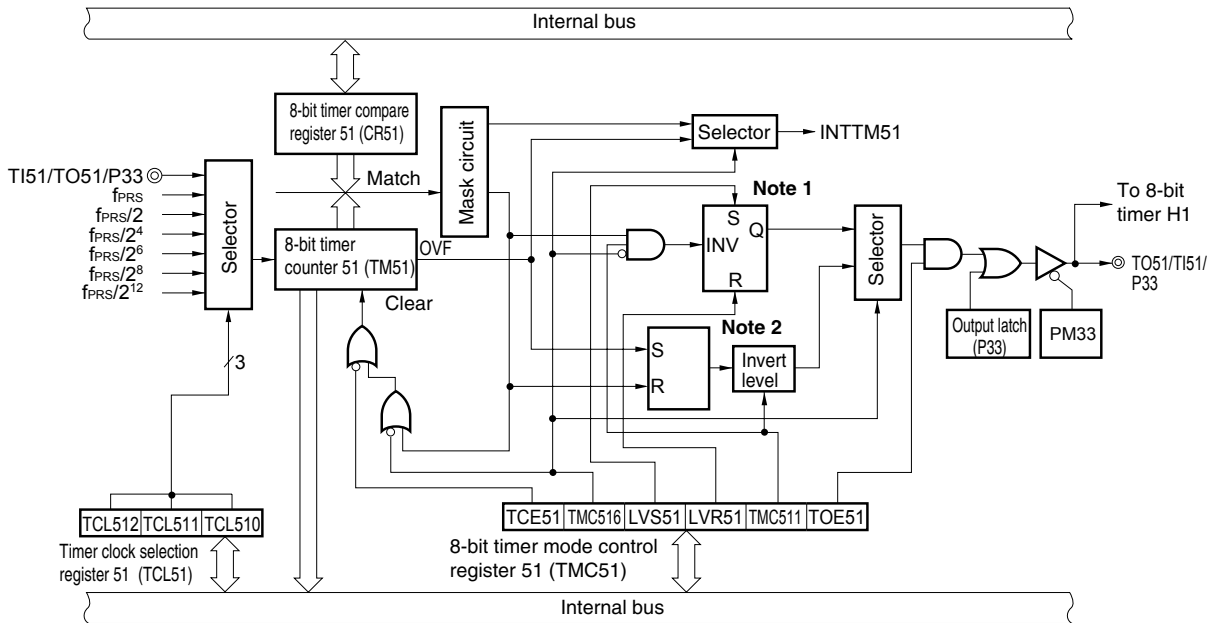 Internal bus
8-bit timer compare
register 51 (CR51)
Selector
INTTM51
TI51/TO51/P33
fPRS
fPRS/2
fPRS/2⁴
fPRS/2⁶
fPRS/2⁸
fPRS/2¹²
Selector
Match
Mask circuit
Note 1
S
Q
INV
R
To 8-bit
timer H1
8-bit timer
counter 51 (TM51)
OVF
Clear
Selector
TO51/TI51/
P33
Note 2
Output latch
(P33)
PM33
S
R
Invert
level
3
TCL512 TCL511 TCL510
Timer clock selection
register 51 (TCL51)
TCE51 TMC516 LVS51 LVR51 TMC511 TOE51
8-bit timer mode control
register 51 (TMC51)
Internal bus